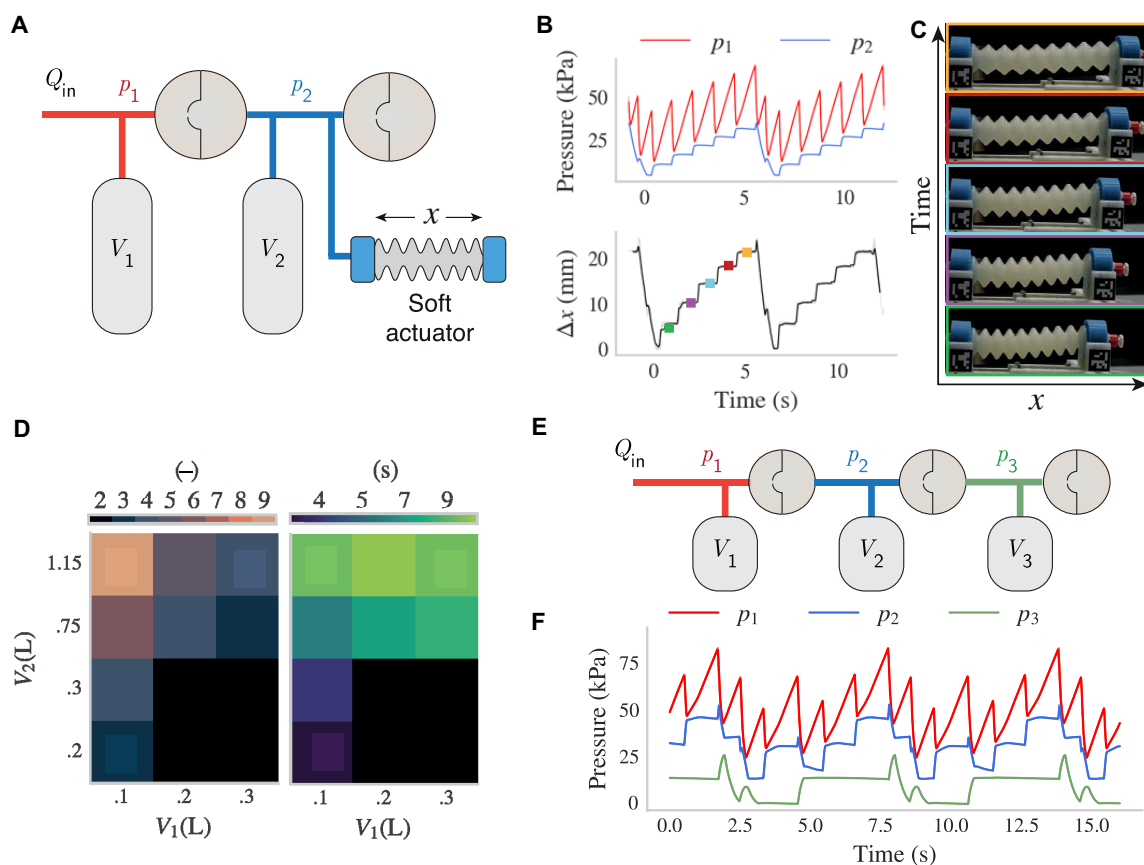 A
Q_in
p_1
p_2
V_1
V_2
x
Soft
actuator
B
p_1
p_2
Pressure (kPa)
50
25
0
5
10
Δx (mm)
20
10
0
0
5
10
Time (s)
C
Time
x
D
(–)
2 3 4 5 6 7 8 9
(s)
4 5 7 9
V_2(L)
1.15
.75
.3
.2
.1 .2 .3
V_1(L)
.1 .2 .3
V_1(L)
E
Q_in
p_1
p_2
p_3
V_1
V_2
V_3
F
p_1
p_2
p_3
Pressure (kPa)
75
50
25
0
0.0 2.5 5.0 7.5 10.0 12.5 15.0
Time (s)